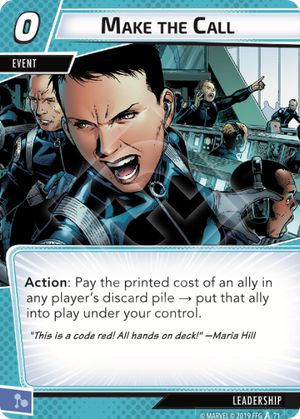 0
Make the Call
EVENT
Action: Pay the printed cost of an ally in
any player's discard pile → put that ally
into play under your control.
"This is a code red! All hands on deck!" —Maria Hill
LEADERSHIP
© MARVEL © 2019 FFG A 71